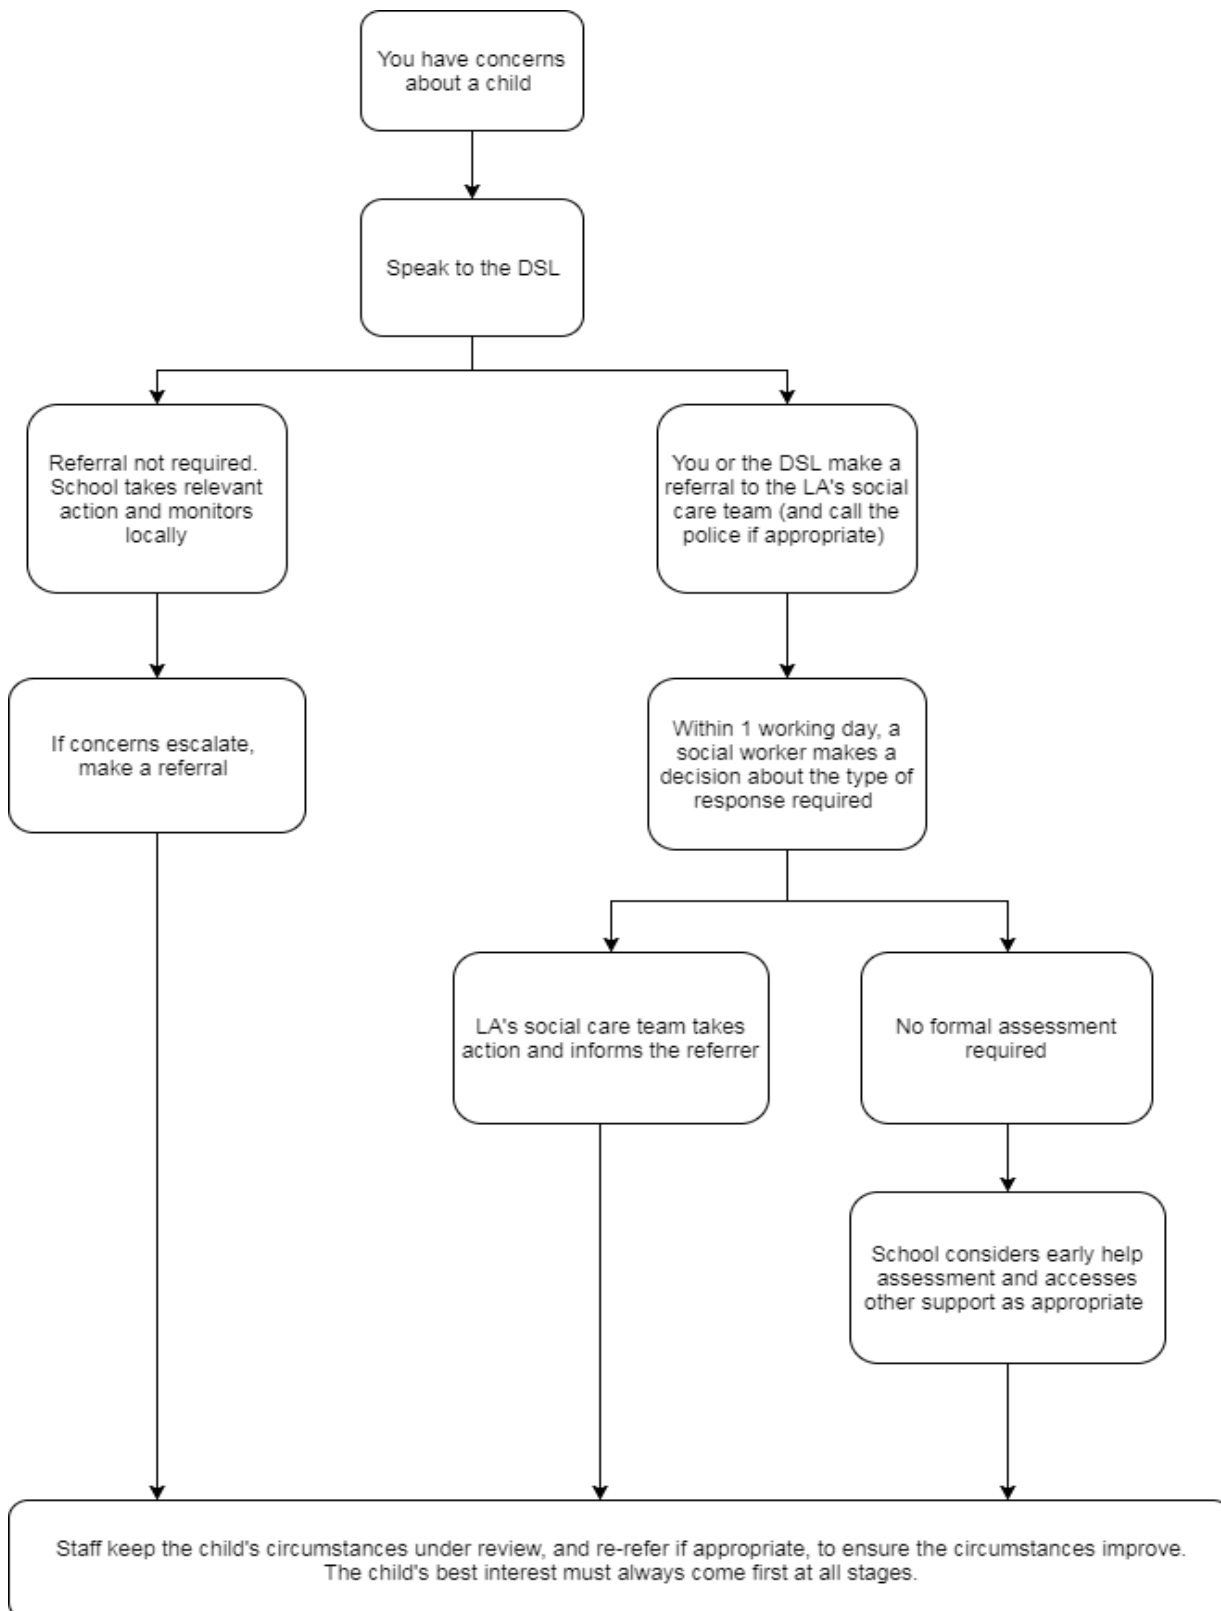 You have concerns
about a child
Speak to the DSL
Referral not required.
School takes relevant
action and monitors
locally
You or the DSL make a
referral to the LA's social
care team (and call the
police if appropriate)
If concerns escalate,
make a referral
Within 1 working day, a
social worker makes a
decision about the type of
response required
LA's social care team takes
action and informs the referrer
No formal assessment
required
School considers early help
assessment and accesses
other support as appropriate
Staff keep the child's circumstances under review, and re-refer if appropriate, to ensure the circumstances improve.
The child's best interest must always come first at all stages.